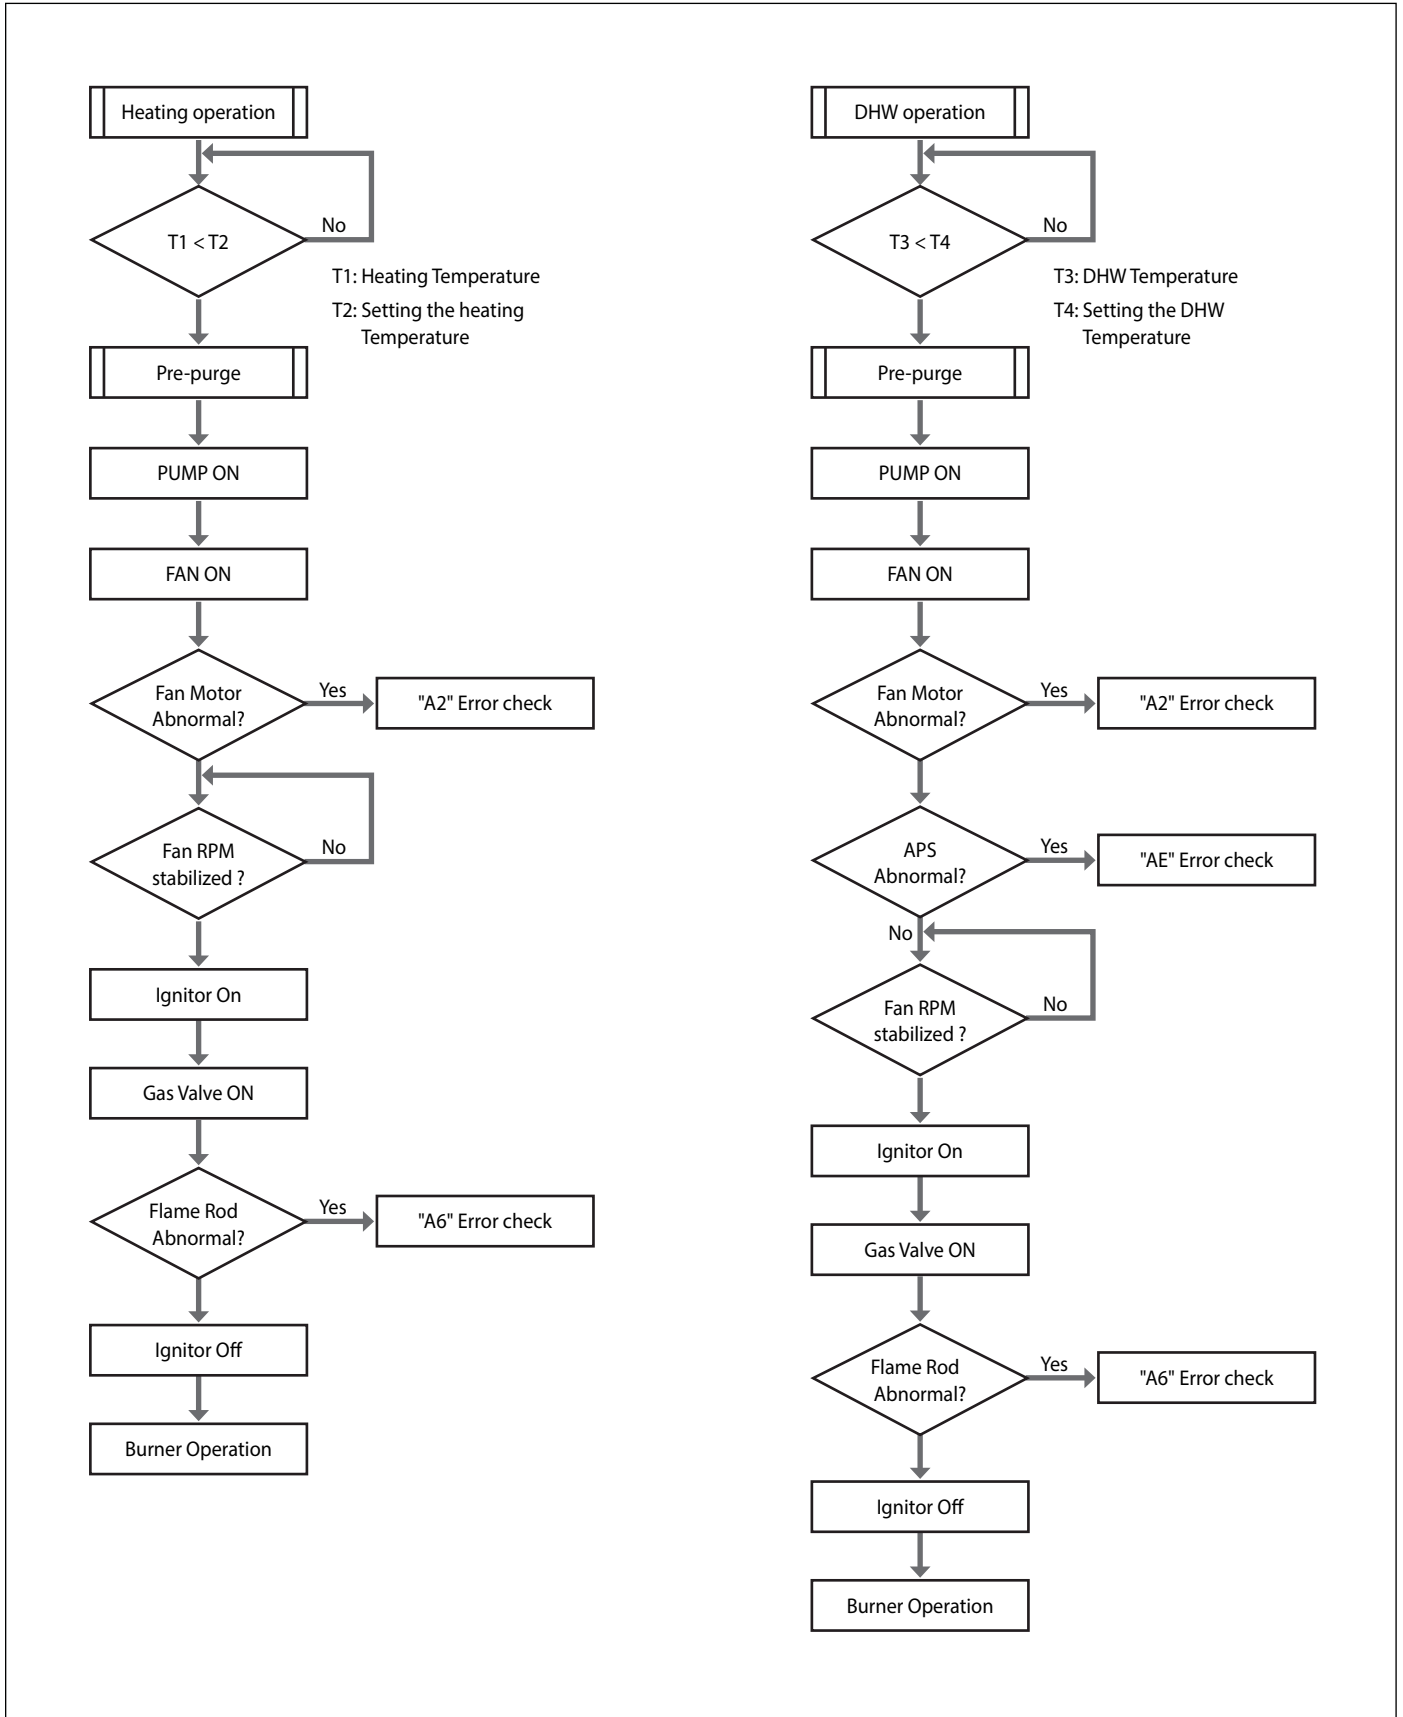 Heating operation
T1 < T2
No
T1: Heating Temperature
T2: Setting the heating
Temperature
Pre-purge
PUMP ON
FAN ON
Fan Motor
Abnormal?
Yes
"A2" Error check
Fan RPM
stabilized ?
No
Ignitor On
Gas Valve ON
Flame Rod
Abnormal?
Yes
"A6" Error check
Ignitor Off
Burner Operation
DHW operation
T3 < T4
No
T3: DHW Temperature
T4: Setting the DHW
Temperature
Pre-purge
PUMP ON
FAN ON
Fan Motor
Abnormal?
Yes
"A2" Error check
APS
Abnormal?
Yes
"AE" Error check
No
Fan RPM
stabilized ?
No
Ignitor On
Gas Valve ON
Flame Rod
Abnormal?
Yes
"A6" Error check
Ignitor Off
Burner Operation